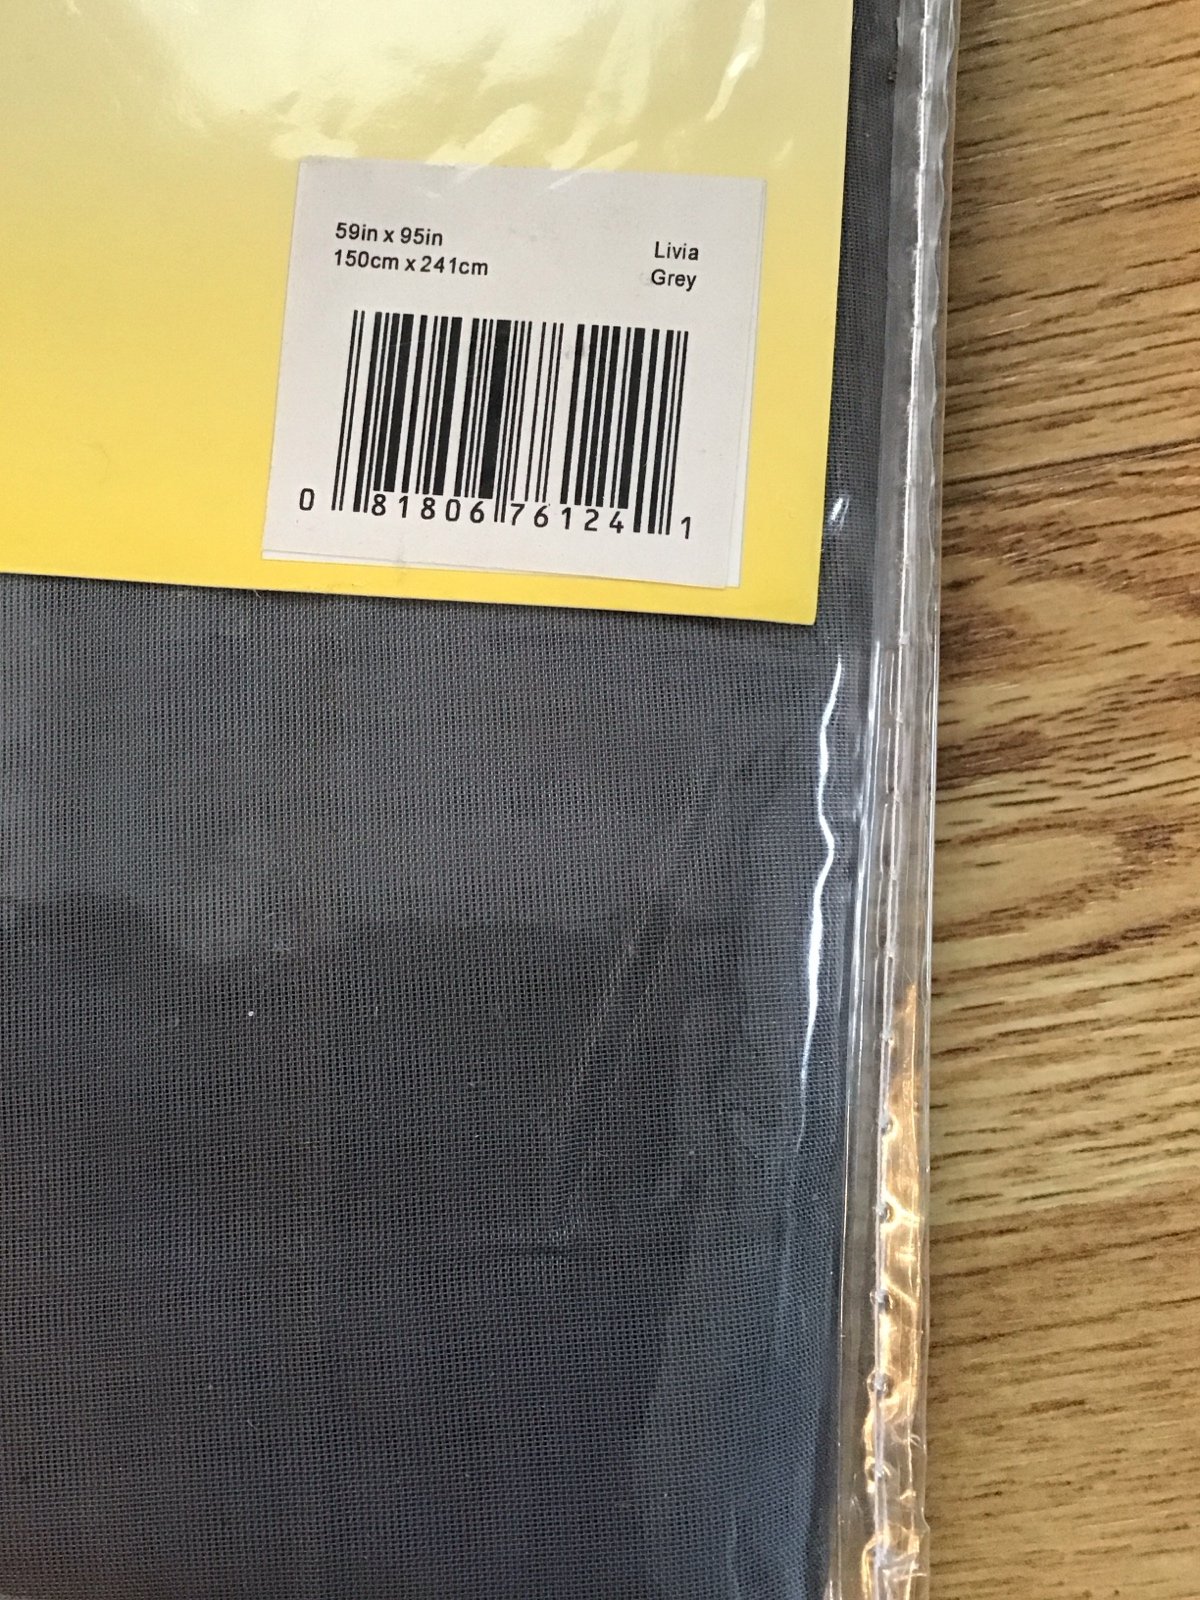 59in x 95in
150cm x 241cm
Livia
Grey
0 81806 76124 1